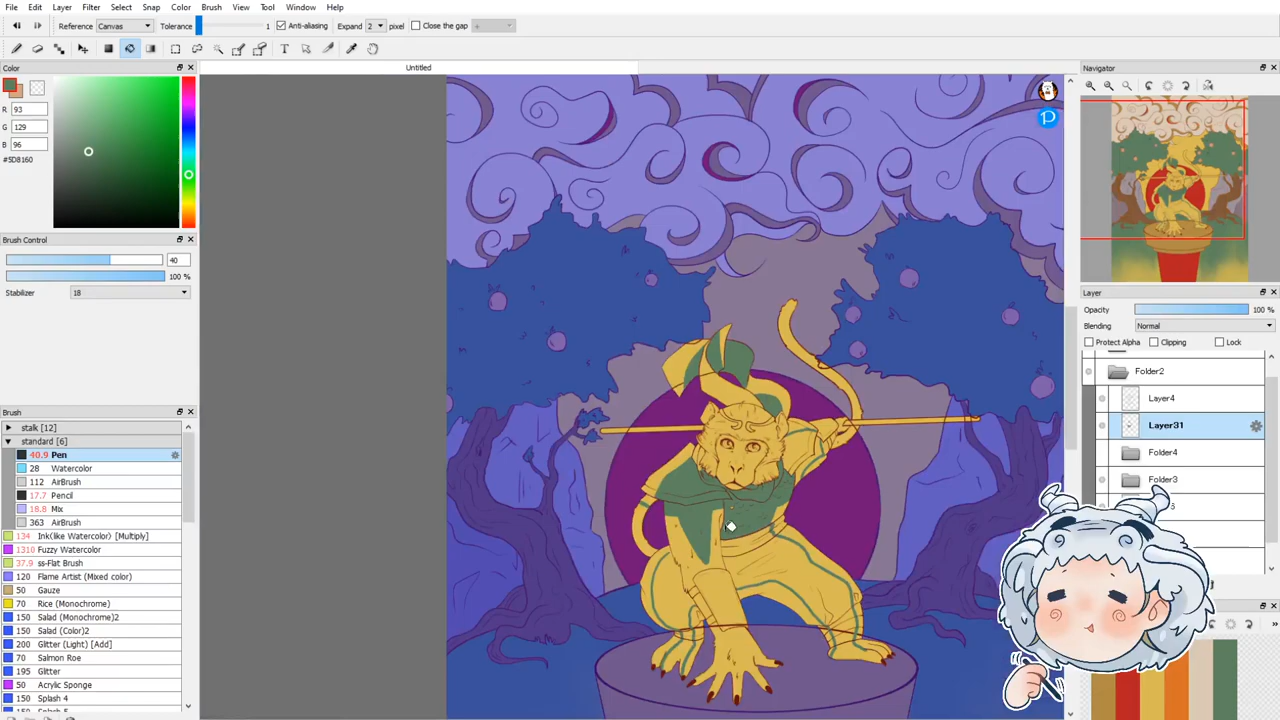 File Edit Layer Filter Select Snap Color Brush View Tool Window Help
Reference Canvas Tolerance 1 Anti-aliasing Expand 2 pixel Close the gap
Untitled
Color
R 93
G 129
B 96
#5D8160
Brush Control
40
100 %
Stabilizer 18
Brush
stalk [12]
standard [6]
40.9 Pen
28 Watercolor
112 AirBrush
17.7 Pencil
18.8 Mix
363 AirBrush
134 Ink(like Watercolor) [Multiply]
1310 Fuzzy Watercolor
37.9 ss-Flat Brush
120 Flame Artist (Mixed color)
40 Gauze
70 Rice (Monochrome)
150 Salad (Monochrome)2
150 Salad (Color)2
200 Glitter (Light) [Add]
70 Salmon Roe
195 Glitter
50 Acrylic Sponge
150 Splash 4
Navigator
Layer
Opacity 100 %
Blending Normal
Protect Alpha Clipping Lock
Folder2
Layer4
Layer31
Folder4
Folder3